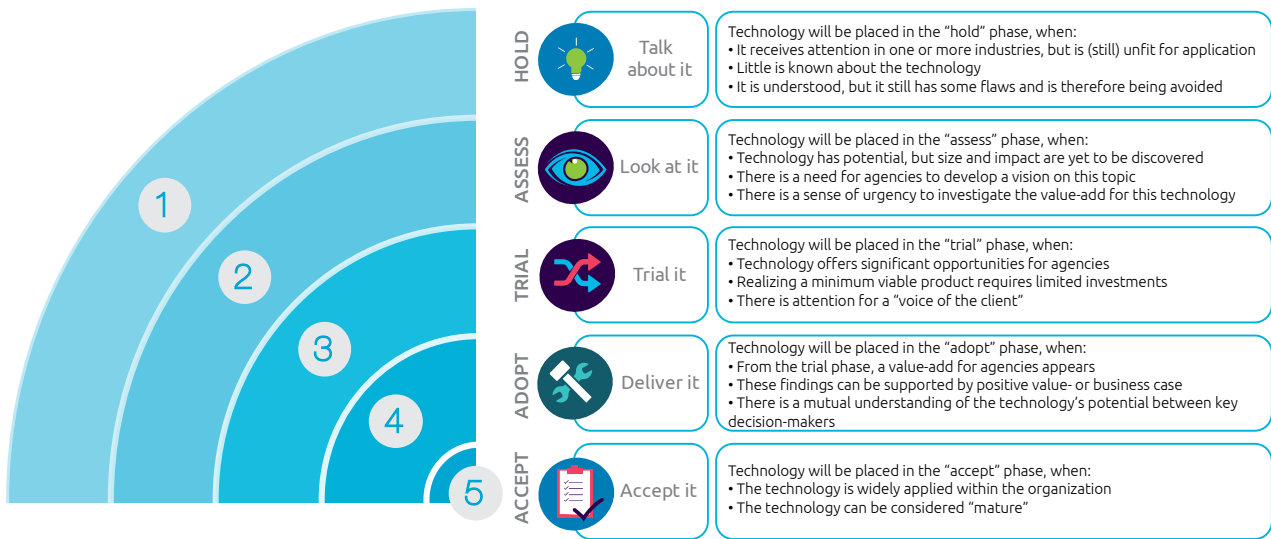 1
2
3
4
5
HOLD
Talk
about it
Technology will be placed in the “hold” phase, when:
• It receives attention in one or more industries, but is (still) unfit for application
• Little is known about the technology
• It is understood, but it still has some flaws and is therefore being avoided
ASSESS
Look at it
Technology will be placed in the “assess” phase, when:
• Technology has potential, but size and impact are yet to be discovered
• There is a need for agencies to develop a vision on this topic
• There is a sense of urgency to investigate the value-add for this technology
TRIAL
Trial it
Technology will be placed in the “trial” phase, when:
• Technology offers significant opportunities for agencies
• Realizing a minimum viable product requires limited investments
• There is attention for a “voice of the client”
ADOPT
Deliver it
Technology will be placed in the “adopt” phase, when:
• From the trial phase, a value-add for agencies appears
• These findings can be supported by positive value- or business case
• There is a mutual understanding of the technology’s potential between key
decision-makers
ACCEPT
Accept it
Technology will be placed in the “accept” phase, when:
• The technology is widely applied within the organization
• The technology can be considered “mature”